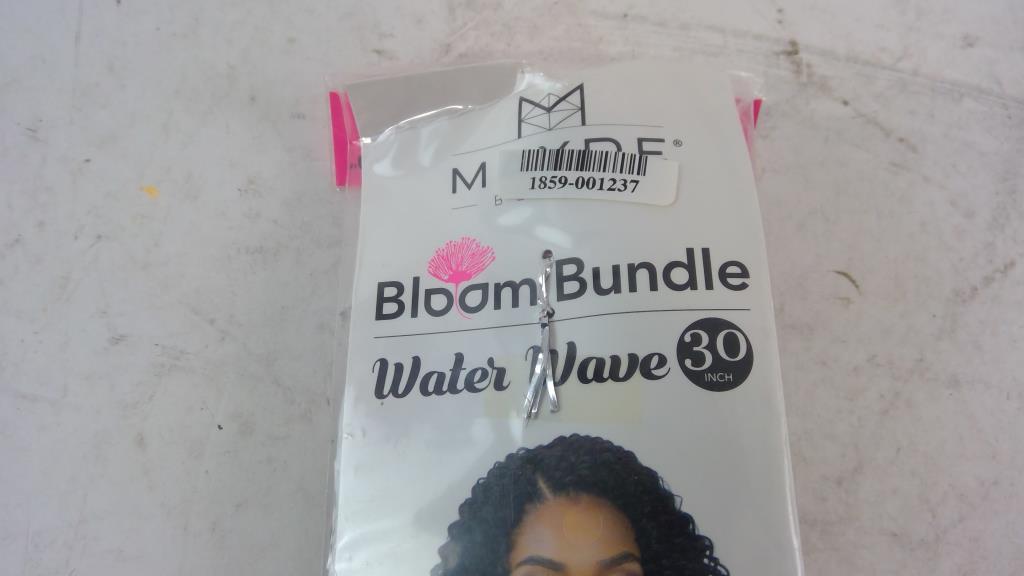 1859-001237
Bloom Bundle
Water Wave 30
INCH